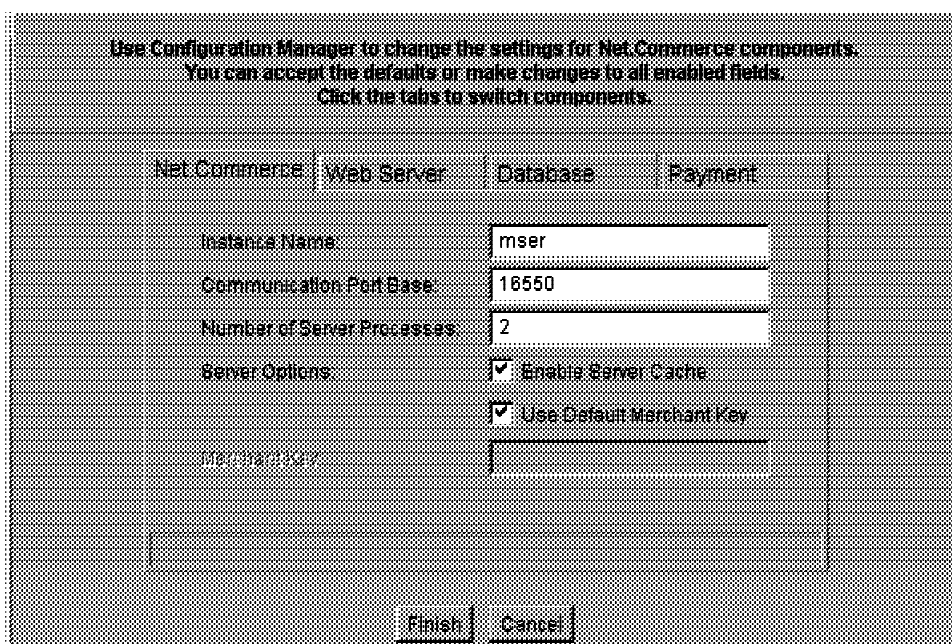 Use Configuration Manager to change the settings for Net.Commerce components.
You can accept the defaults or make changes to all enabled fields.
Click the tabs to switch components.
Net.Commerce Web Server Database Payment
Instance Name: mser
Communication Port Base: 16550
Number of Server Processes: 2
Server Options: Enable Server Cache
Use Default Merchant Key
Merchant Key
Finish Cancel